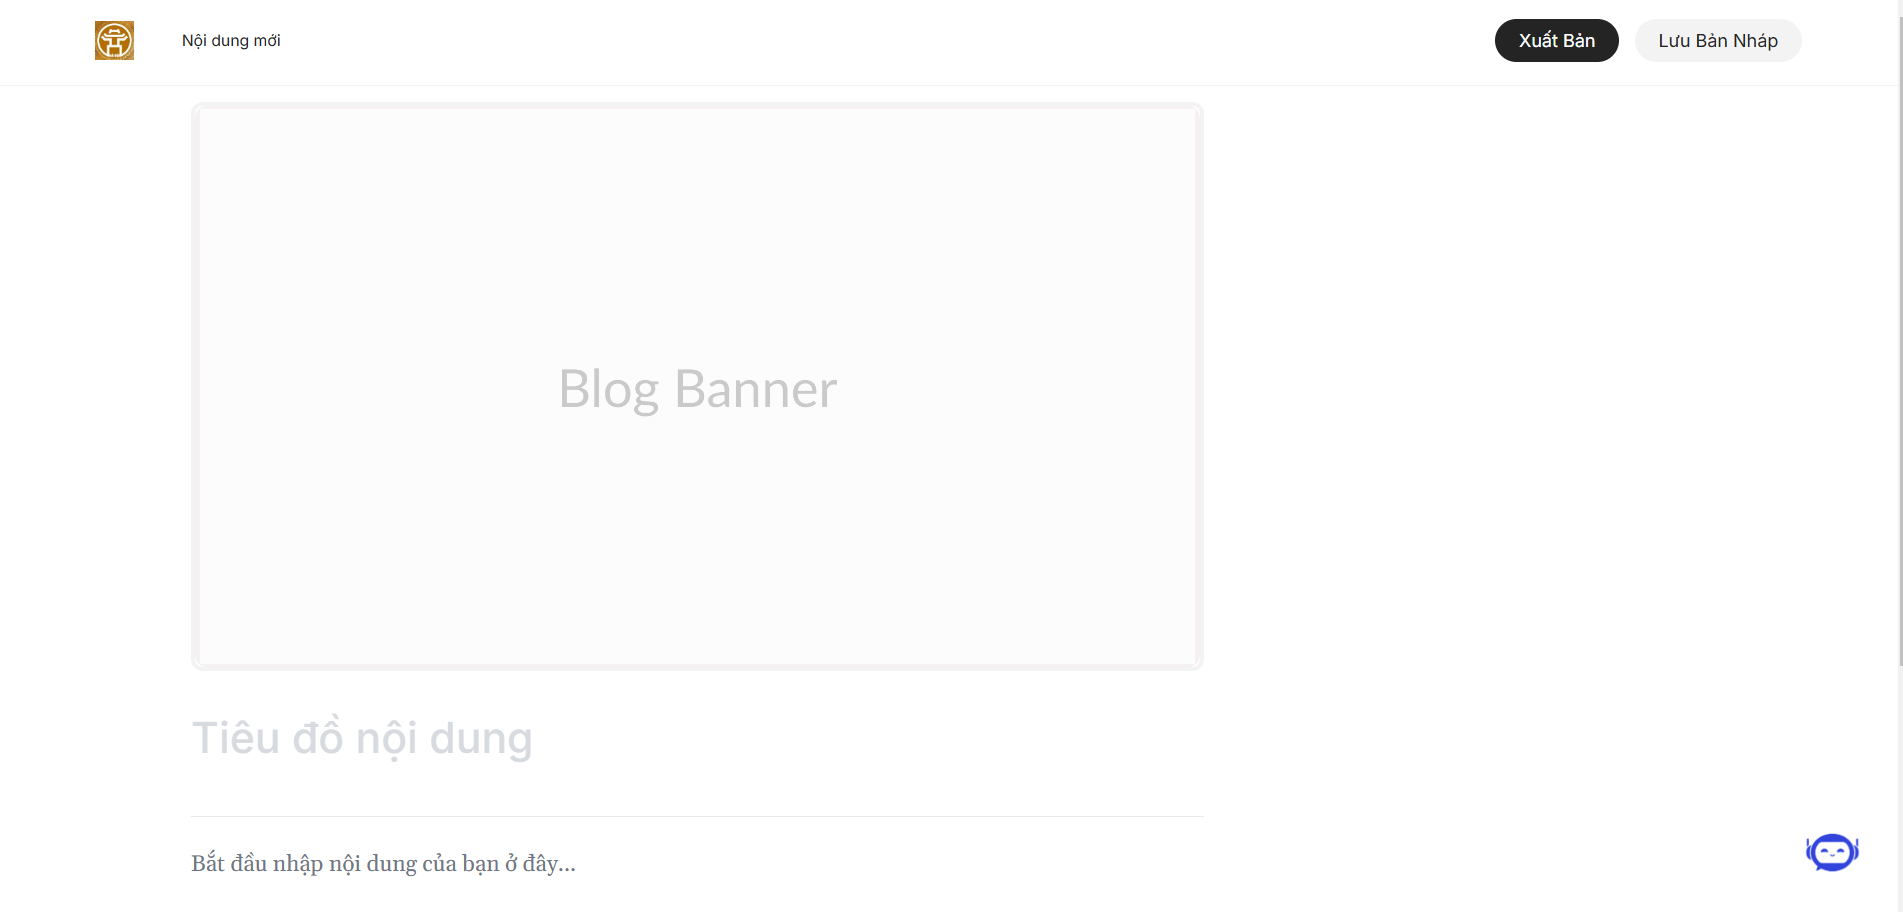 Nội dung mới
Xuất Bản
Lưu Bản Nháp
Blog Banner
Tiêu đồ nội dung
Bắt đầu nhập nội dung của bạn ở đây...